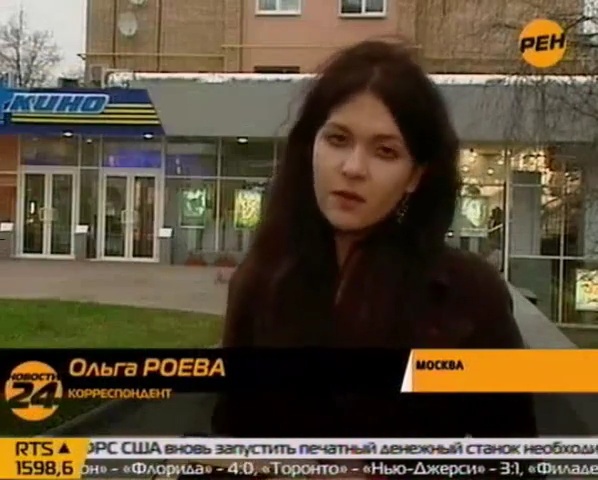 РЕН
КИНО
Ольга РОЕВА
КОРРЕСПОНДЕНТ
МОСКВА
НОВОСТИ
24
RTS▲
1598,6
ФРС США вновь запустить печатный денежный станок необходи
он» - «Флорида» - 4:0, «Торонто» - «Нью-Джерси» - 3:1, «Филаде